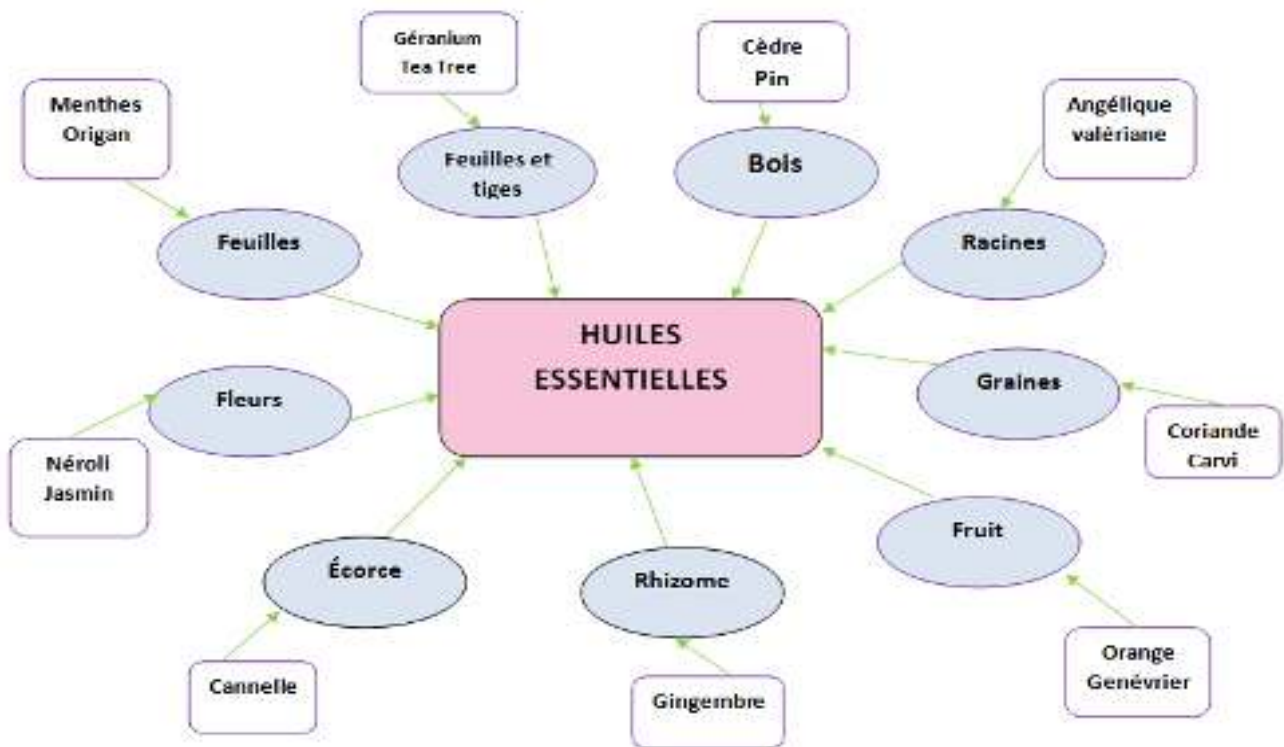 Géranium
Tea Tree
Cèdre
Pin
Menthes
Origan
Angélique
valériane
Feuilles et
tiges
Bois
Feuilles
Racines
HUILES
ESSENTIELLES
Fleurs
Graines
Néroli
Jasmin
Coriande
Carvi
Écorce
Rhizome
Fruit
Cannelle
Gingembre
Orange
Genévrier